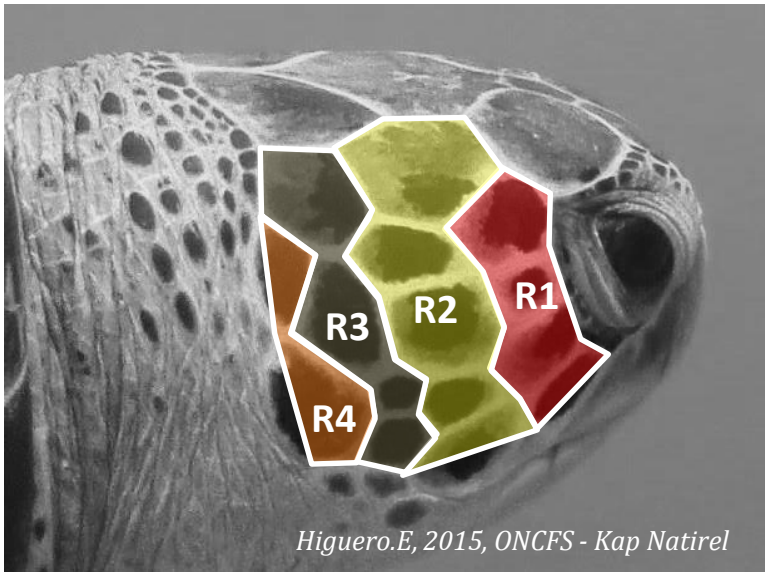 R1
R2
R3
R4
Higuero.E, 2015, ONCFS - Kap Natirel